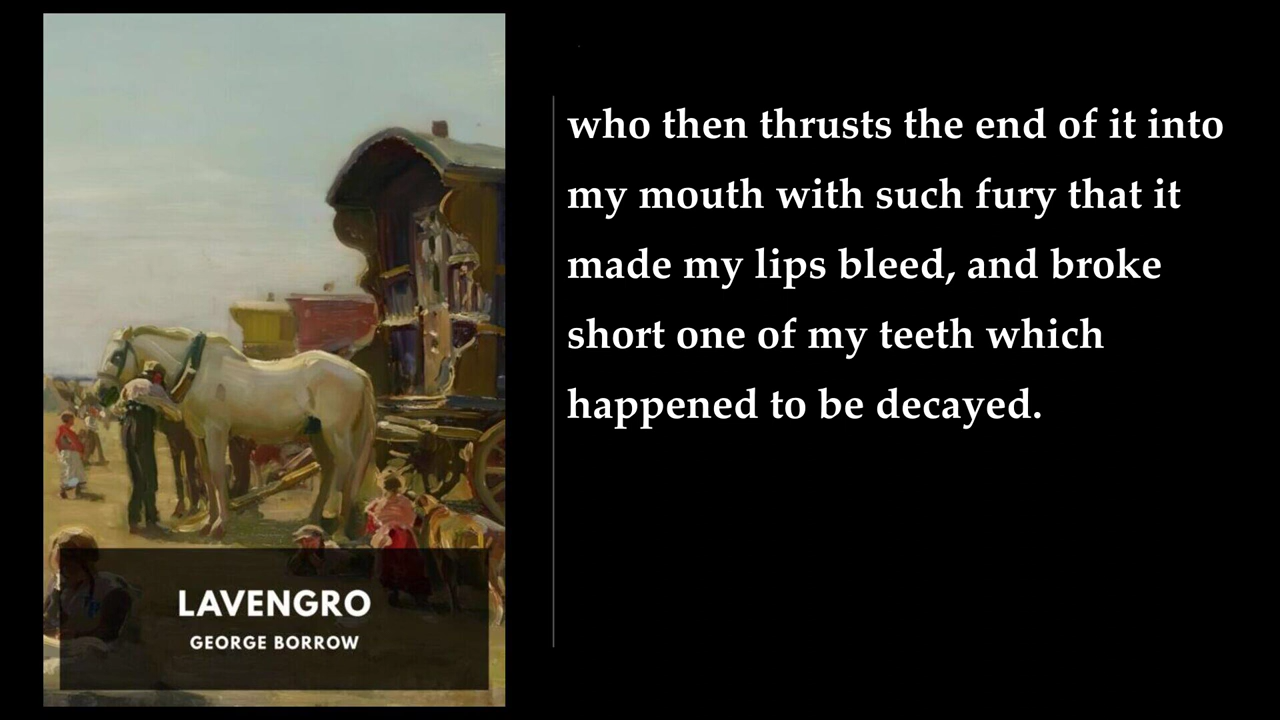 LAVENGRO
GEORGE BORROW
who then thrusts the end of it into
my mouth with such fury that it
made my lips bleed, and broke
short one of my teeth which
happened to be decayed.